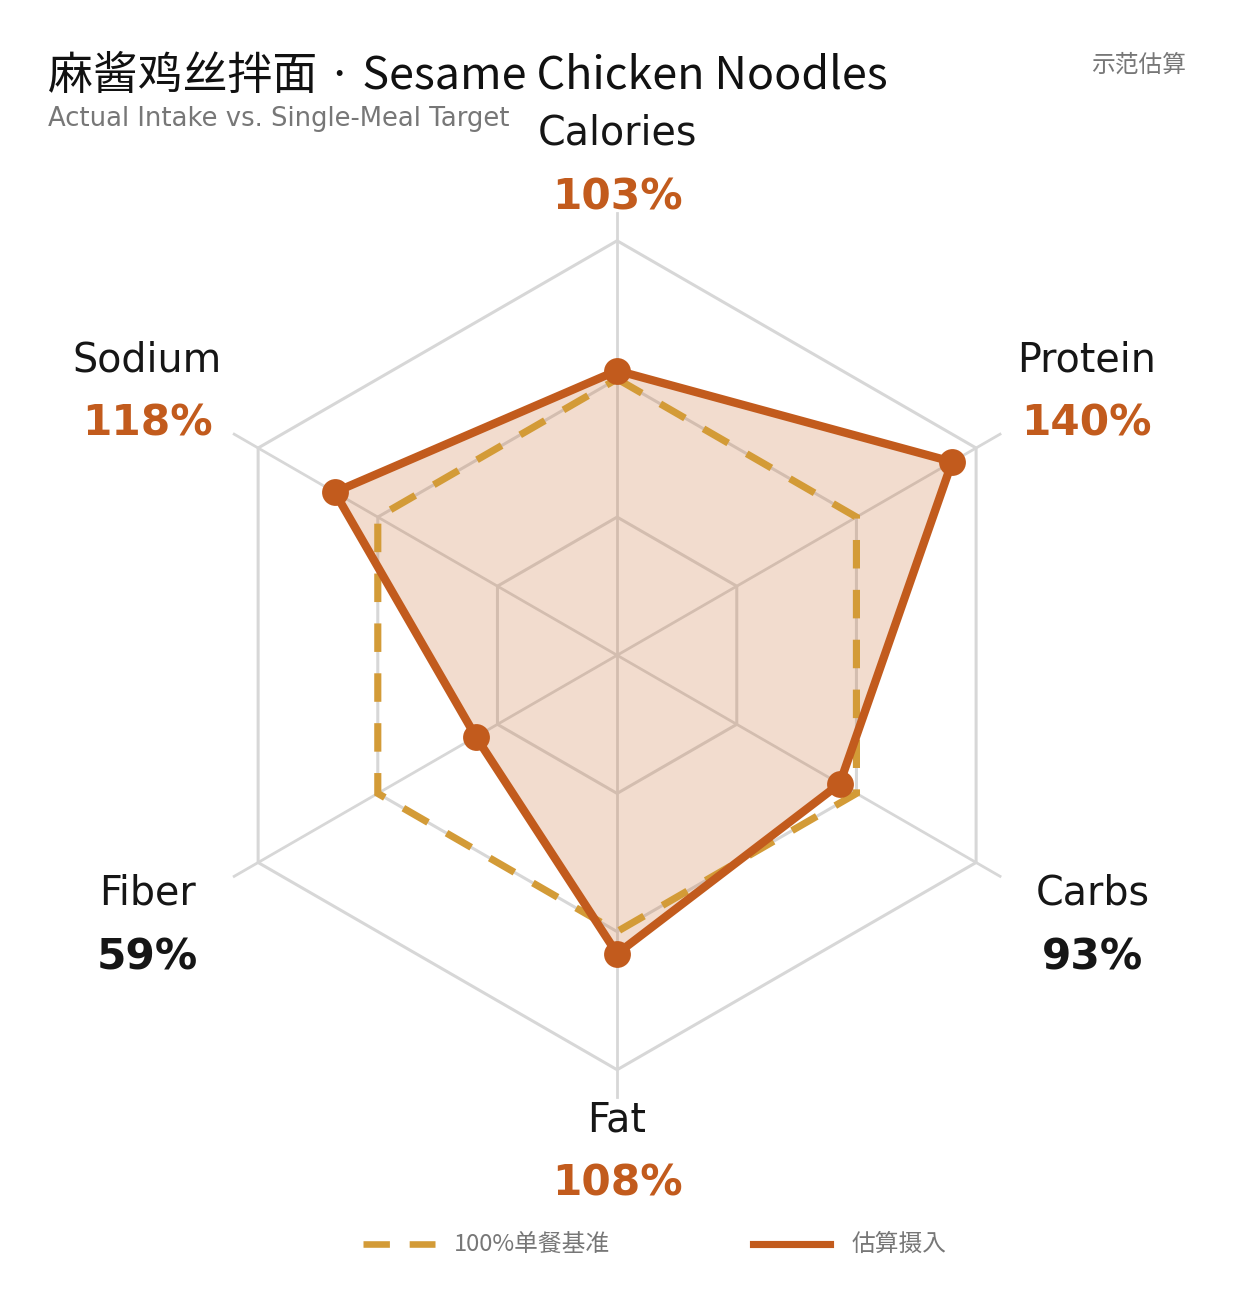 麻酱鸡丝拌面 · Sesame Chicken Noodles
示范估算
Actual Intake vs. Single-Meal Target
Calories
103%
Sodium
118%
Protein
140%
Fiber
59%
Carbs
93%
Fat
108%
100%单餐基准
估算摄入